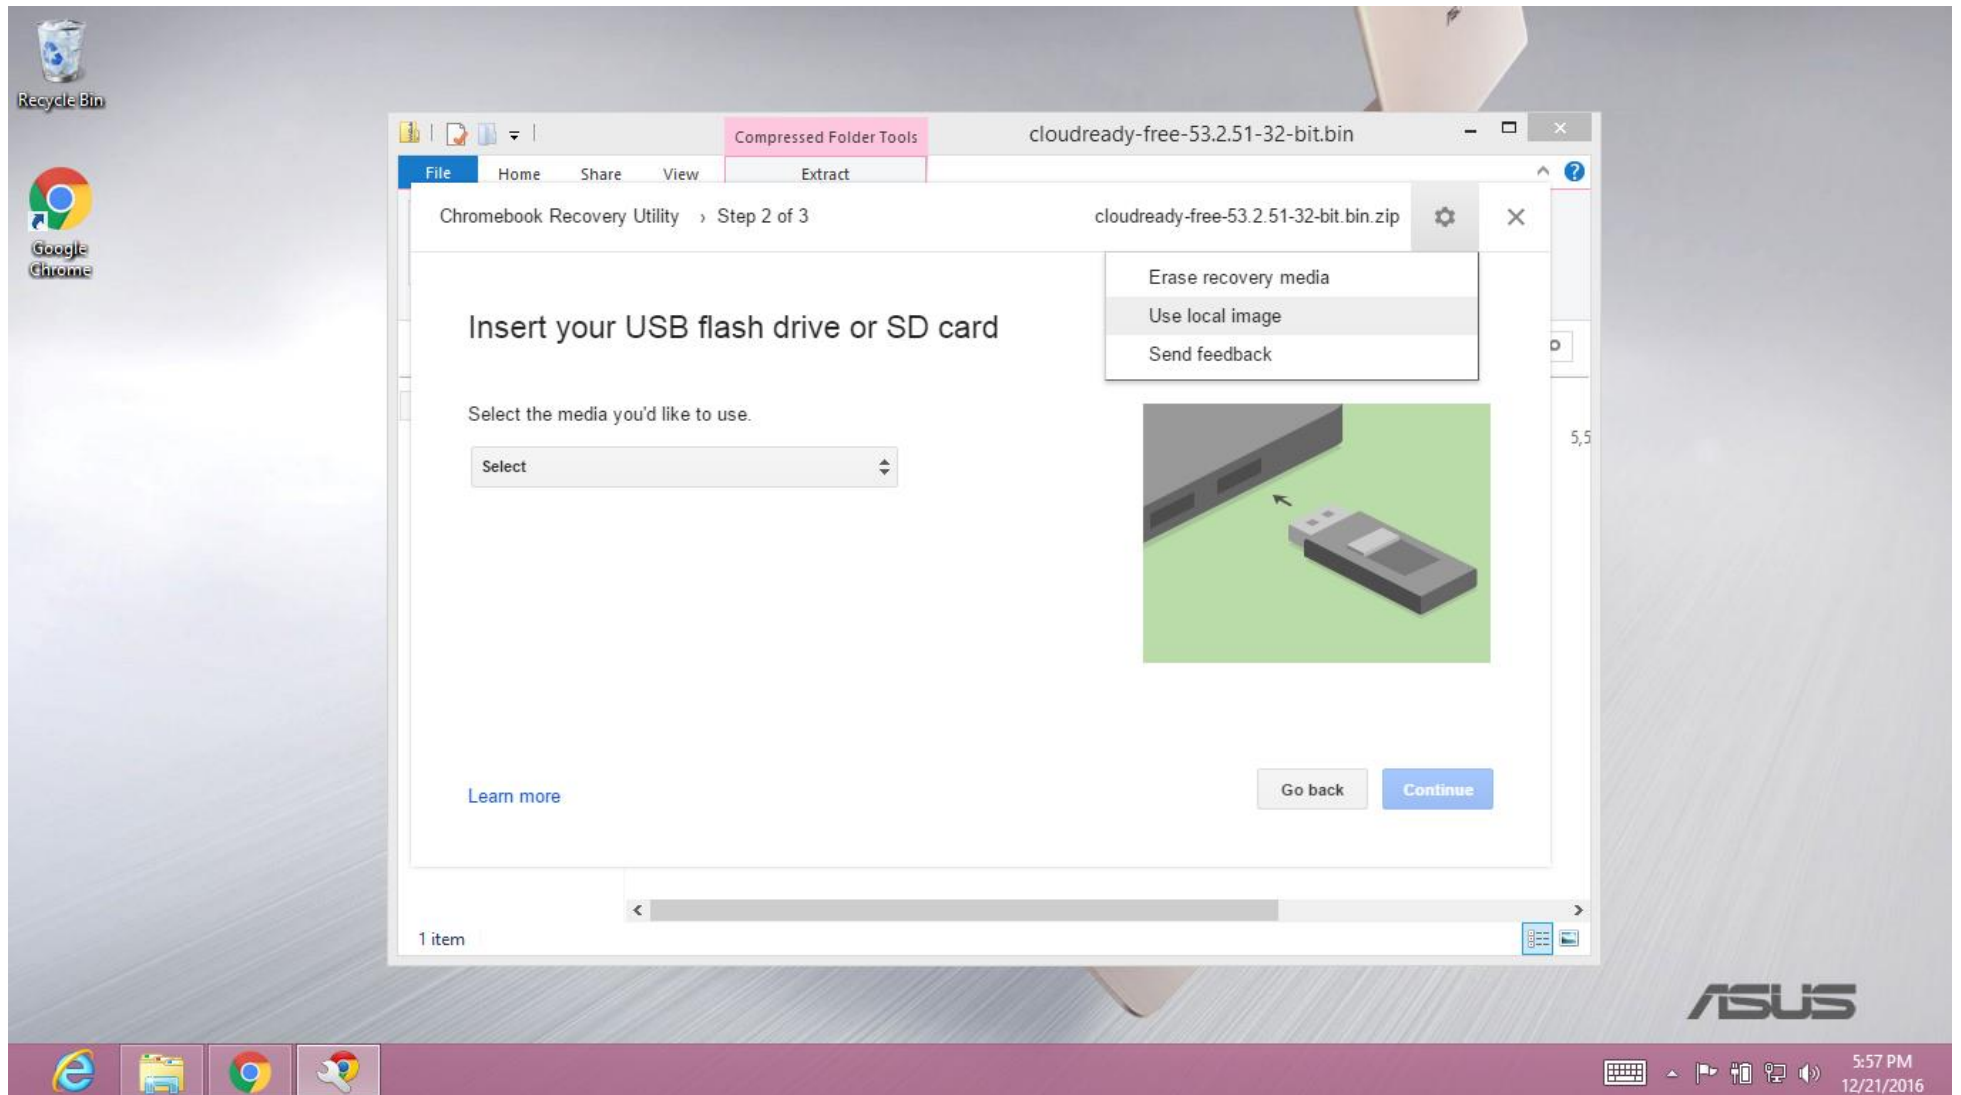 Recycle Bin
Google
Chrome
Compressed Folder Tools
cloudready-free-53.2.51-32-bit.bin
File Home Share View Extract
Chromebook Recovery Utility › Step 2 of 3
cloudready-free-53.2.51-32-bit.bin.zip
Erase recovery media
Use local image
Send feedback
Insert your USB flash drive or SD card
Select the media you'd like to use.
Select
5,5
Learn more
Go back
Continue
1 item
ASUS
5:57 PM
12/21/2016